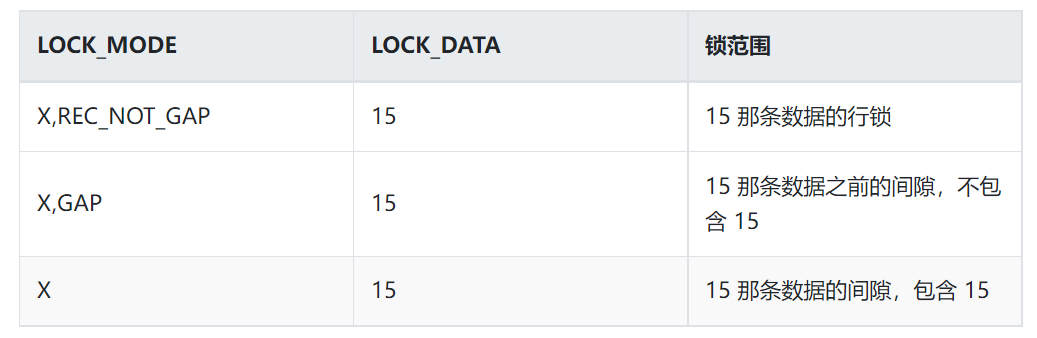 LOCK_MODE LOCK_DATA 锁范围
X,REC_NOT_GAP 15 15 那条数据的行锁
X,GAP 15 15 那条数据之前的间隙，不包
含 15
X 15 15 那条数据的间隙，包含 15